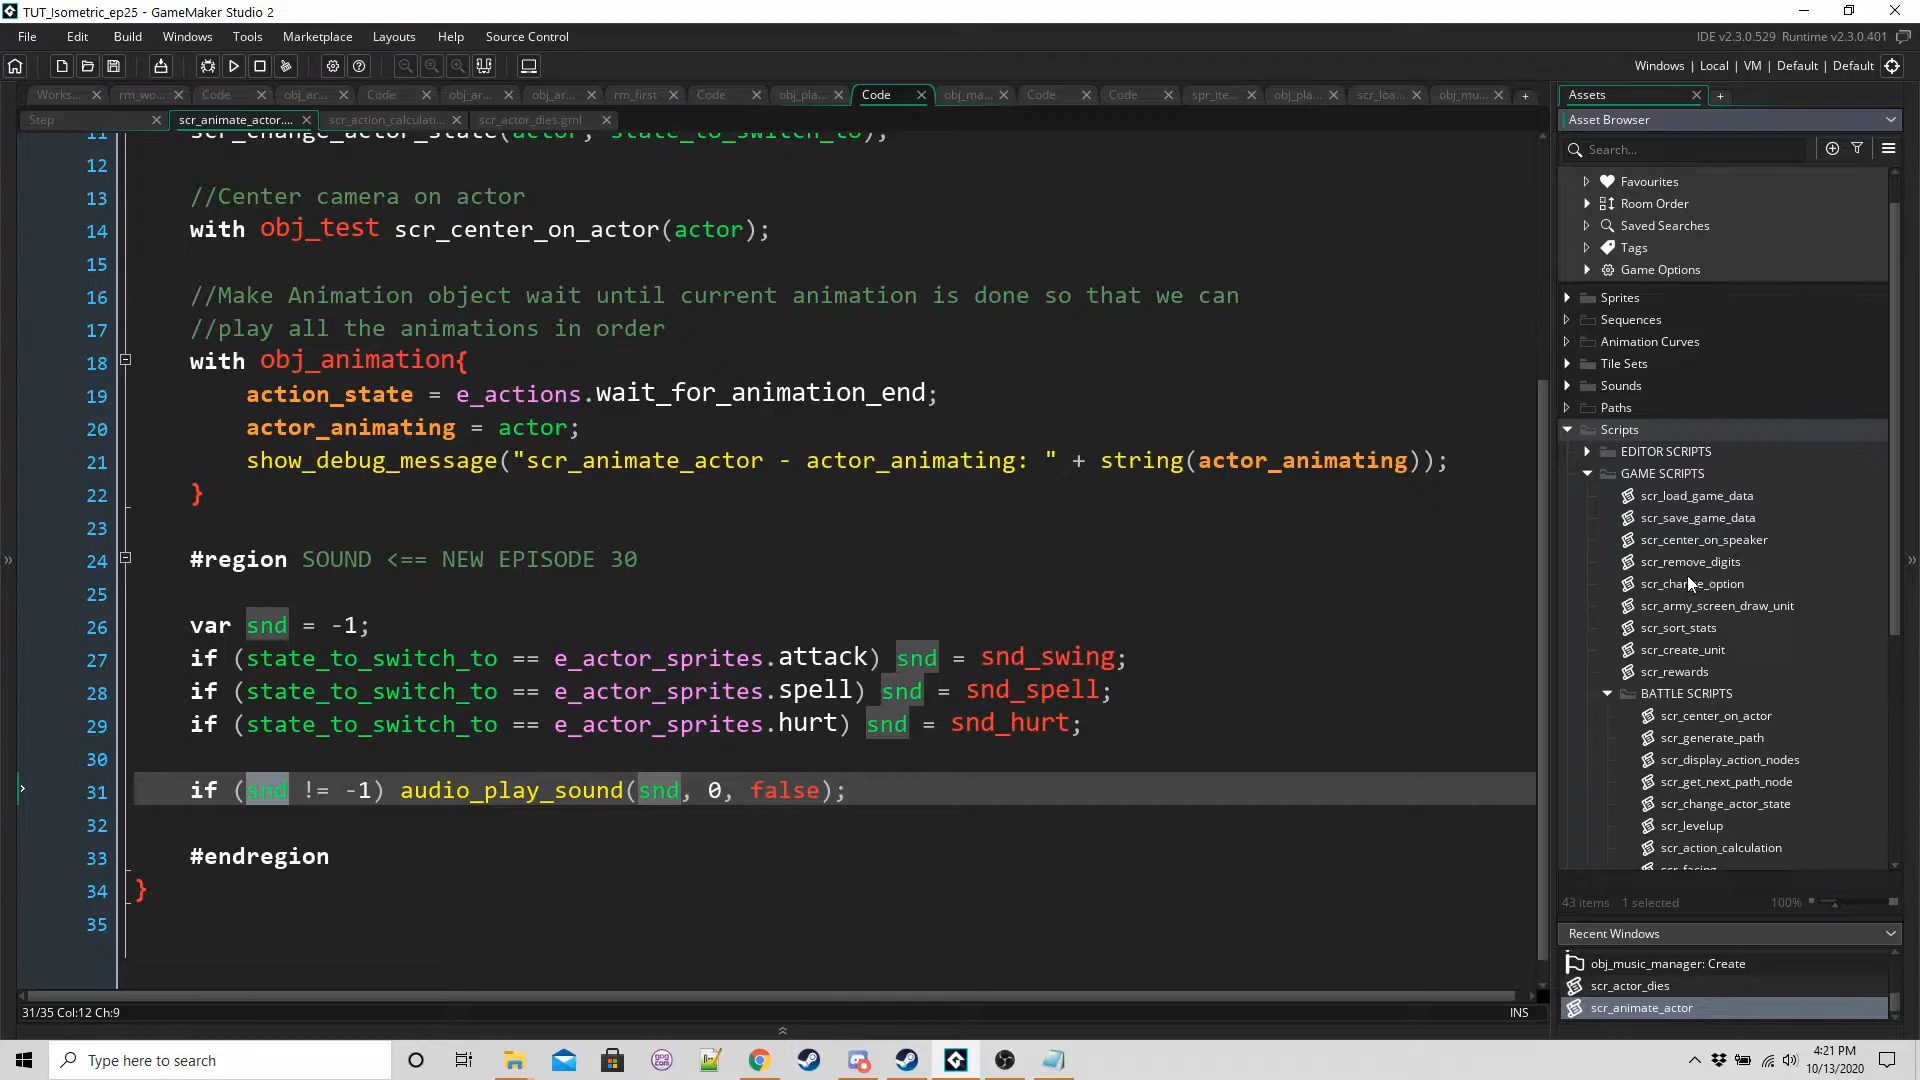 TUT_Isometric_ep25 - GameMaker Studio 2
File Edit Build Windows Tools Marketplace Layouts Help Source Control
IDE v2.3.0.529 Runtime v2.3.0.401
Windows | Local | VM | Default | Default
Works... rm_wo... Code obj_ar... Code obj_ar... obj_ar... rm_first Code obj_pla... Code obj_ma... Code Code spr_ite... obj_pla... scr_loa... obj_mu...
Step scr_animate_actor.... scr_action_calculati... scr_actor_dies.gml
11 scr_change_actor_state(actor, state_to_switch_to);
12
13 //Center camera on actor
14 with obj_test scr_center_on_actor(actor);
15
16 //Make Animation object wait until current animation is done so that we can
17 //play all the animations in order
18 with obj_animation{
19 action_state = e_actions.wait_for_animation_end;
20 actor_animating = actor;
21 show_debug_message("scr_animate_actor - actor_animating: " + string(actor_animating));
22 }
23
24 #region SOUND <== NEW EPISODE 30
25
26 var snd = -1;
27 if (state_to_switch_to == e_actor_sprites.attack) snd = snd_swing;
28 if (state_to_switch_to == e_actor_sprites.spell) snd = snd_spell;
29 if (state_to_switch_to == e_actor_sprites.hurt) snd = snd_hurt;
30
31 if (snd != -1) audio_play_sound(snd, 0, false);
32
33 #endregion
34 }
35
31/35 Col:12 Ch:9
INS
Assets
Asset Browser
Search...
Favourites
Room Order
Saved Searches
Tags
Game Options
Sprites
Sequences
Animation Curves
Tile Sets
Sounds
Paths
Scripts
EDITOR SCRIPTS
GAME SCRIPTS
scr_load_game_data
scr_save_game_data
scr_center_on_speaker
scr_remove_digits
scr_change_option
scr_army_screen_draw_unit
scr_sort_stats
scr_create_unit
scr_rewards
BATTLE SCRIPTS
scr_center_on_actor
scr_generate_path
scr_display_action_nodes
scr_get_next_path_node
scr_change_actor_state
scr_levelup
scr_action_calculation
scr_facing
43 items 1 selected 100%
Recent Windows
obj_music_manager: Create
scr_actor_dies
scr_animate_actor
Type here to search
GOG COM
4:21 PM
10/13/2020